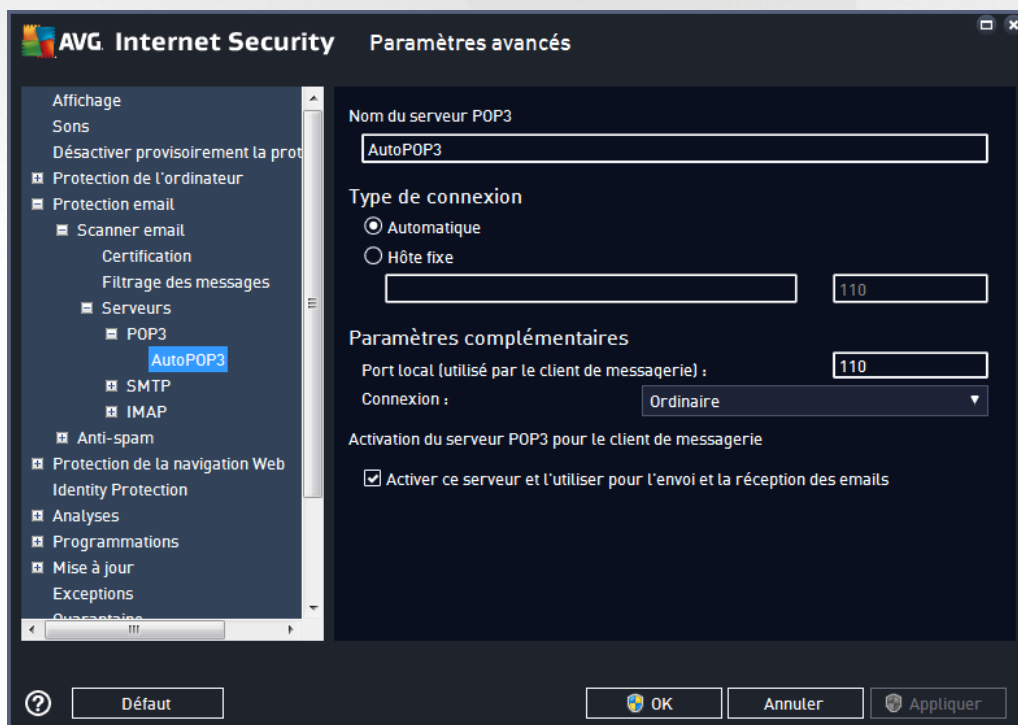 AVG. Internet Security Paramètres avancés
Affichage
Sons
Désactiver provisoirement la prot
Protection de l'ordinateur
Protection email
Scanner email
Certification
Filtrage des messages
Serveurs
POP3
AutoPOP3
SMTP
IMAP
Anti-spam
Protection de la navigation Web
Identity Protection
Analyses
Programmations
Mise à jour
Exceptions
Quarantaine
Nom du serveur POP3
AutoPOP3
Type de connexion
Automatique
Hôte fixe
110
Paramètres complémentaires
Port local (utilisé par le client de messagerie) : 110
Connexion : Ordinaire
Activation du serveur POP3 pour le client de messagerie
Activer ce serveur et l'utiliser pour l'envoi et la réception des emails
? Défaut OK Annuler Appliquer